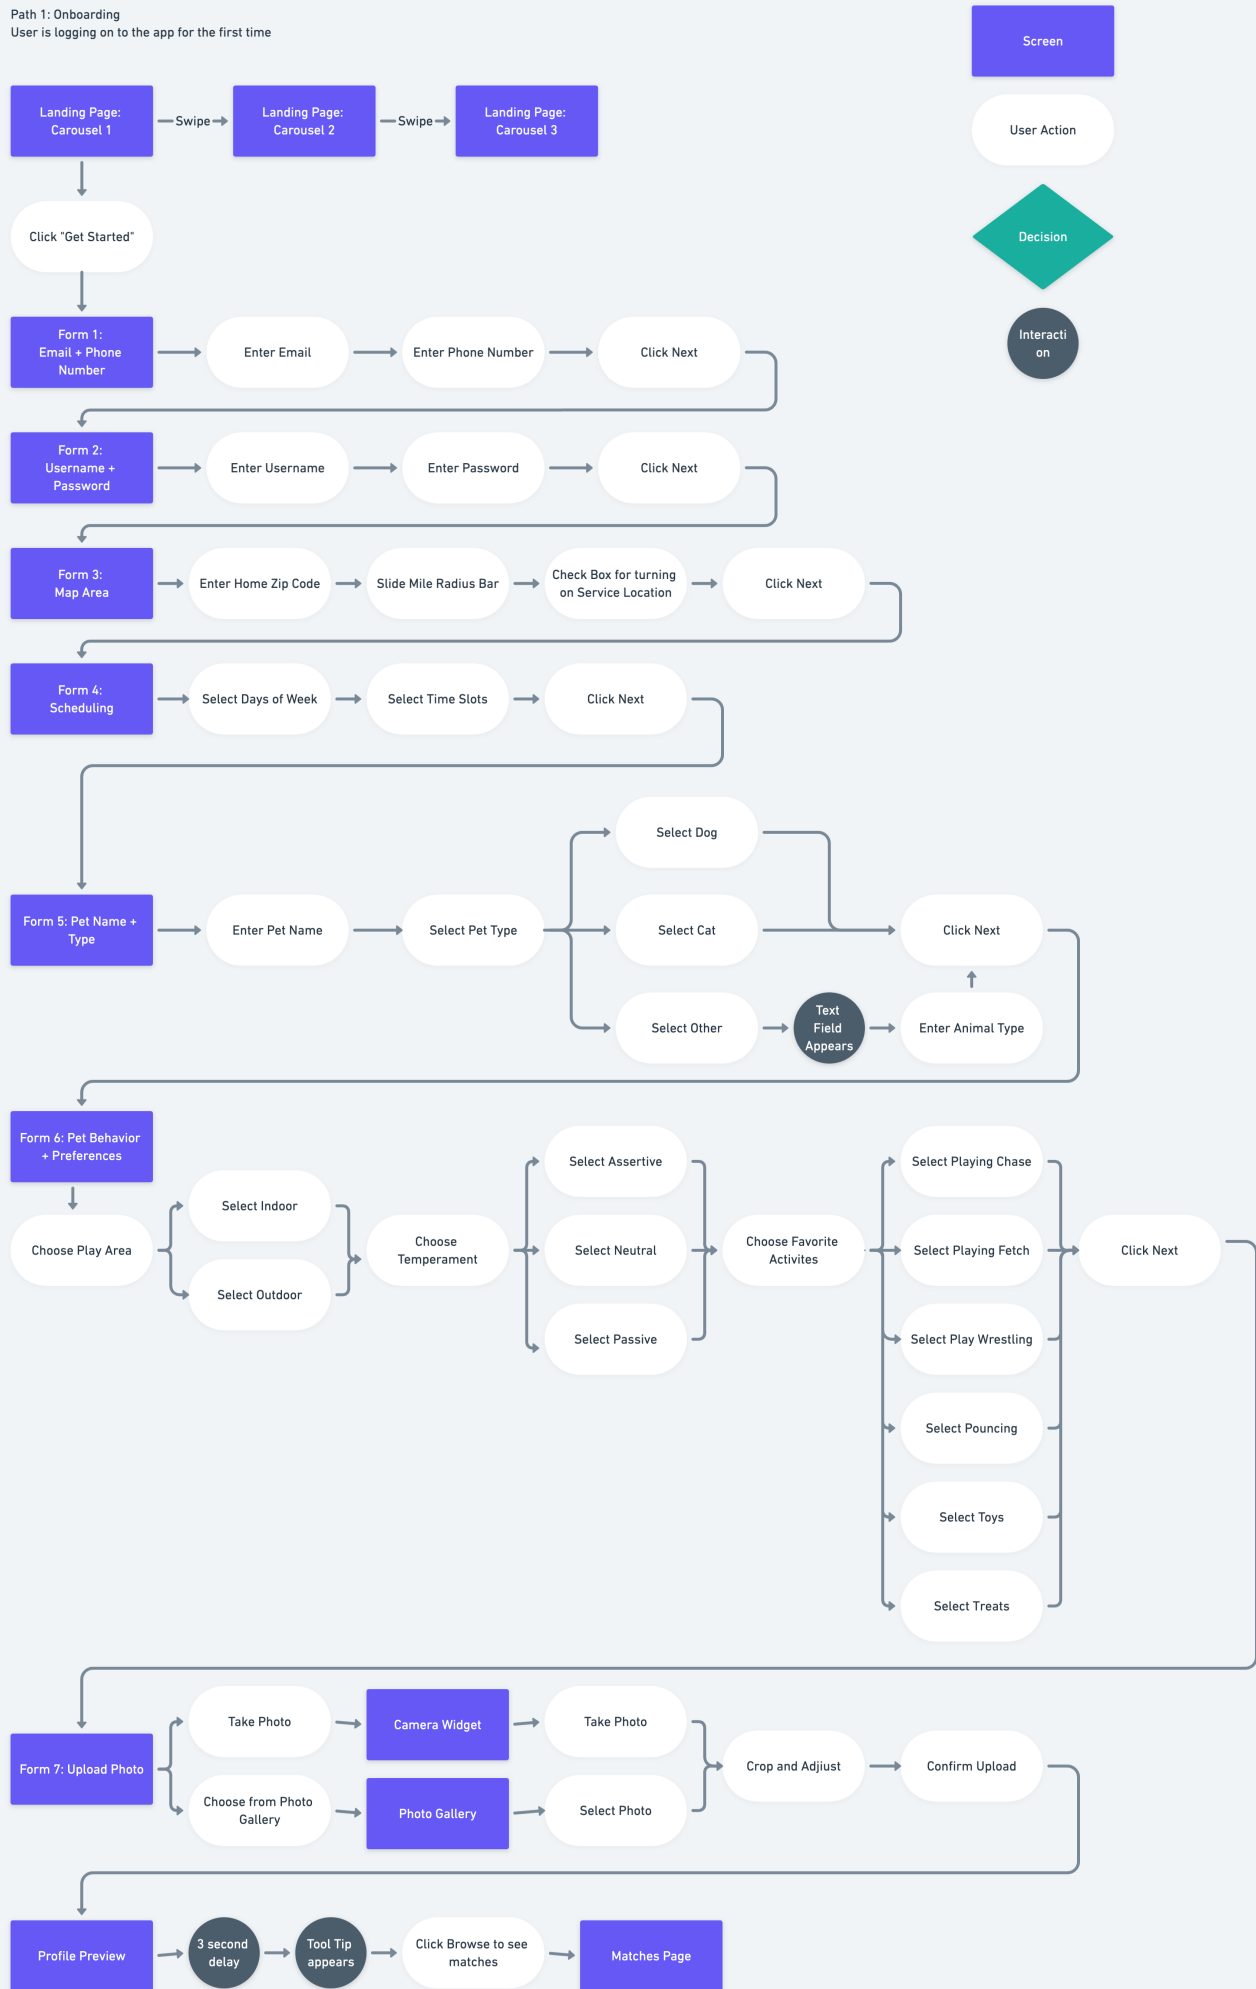 Path 1: Onboarding
User is logging on to the app for the first time
Screen
User Action
Decision
Interacti
on
Landing Page:
Carousel 1
Swipe
Landing Page:
Carousel 2
Swipe
Landing Page:
Carousel 3
Click "Get Started"
Form 1:
Email + Phone
Number
Enter Email
Enter Phone Number
Click Next
Form 2:
Username +
Password
Enter Username
Enter Password
Click Next
Form 3:
Map Area
Enter Home Zip Code
Slide Mile Radius Bar
Check Box for turning
on Service Location
Click Next
Form 4:
Scheduling
Select Days of Week
Select Time Slots
Click Next
Form 5: Pet Name +
Type
Enter Pet Name
Select Pet Type
Select Dog
Select Cat
Select Other
Text
Field
Appears
Enter Animal Type
Click Next
Form 6: Pet Behavior
+ Preferences
Choose Play Area
Select Indoor
Select Outdoor
Choose
Temperament
Select Assertive
Select Neutral
Select Passive
Choose Favorite
Activites
Select Playing Chase
Select Playing Fetch
Select Play Wrestling
Select Pouncing
Select Toys
Select Treats
Click Next
Form 7: Upload Photo
Take Photo
Camera Widget
Take Photo
Choose from Photo
Gallery
Photo Gallery
Select Photo
Crop and Adjiust
Confirm Upload
Profile Preview
3 second
delay
Tool Tip
appears
Click Browse to see
matches
Matches Page